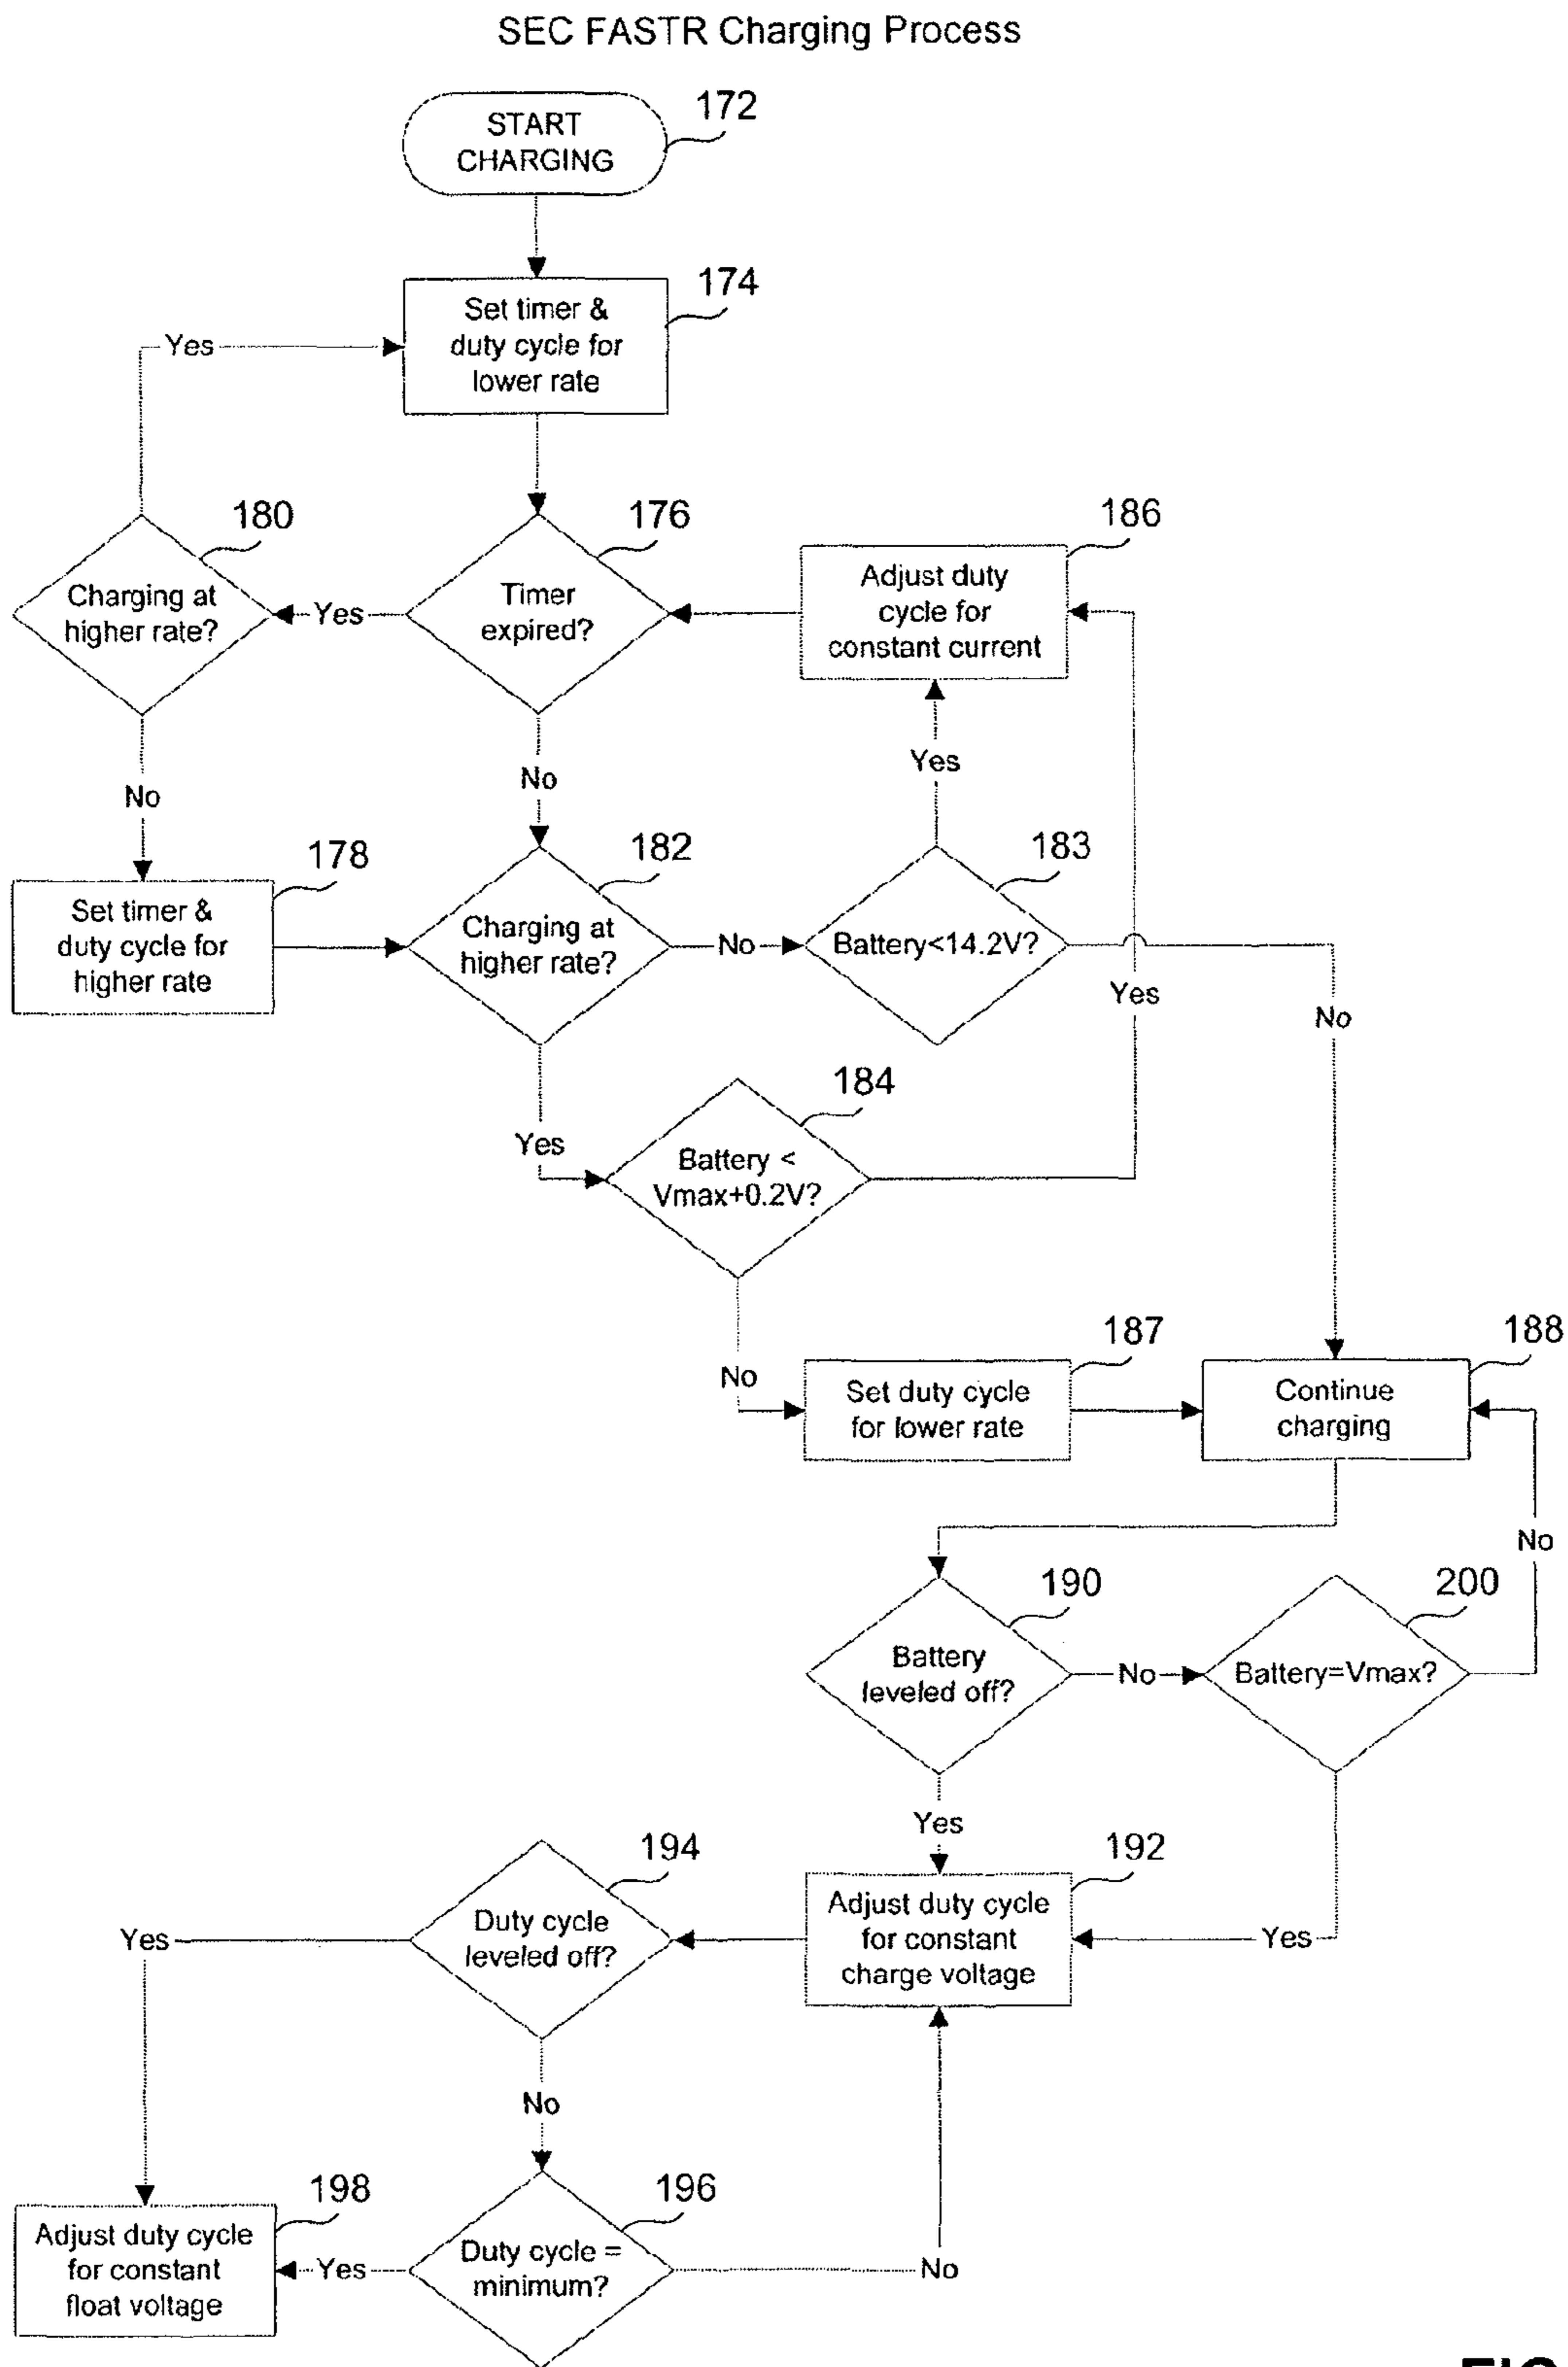 SEC FASTR Charging Process
START
CHARGING
172
Set timer &
duty cycle for
lower rate
174
Yes
180
Charging at
higher rate?
Yes
176
Timer
expired?
186
Adjust duty
cycle for
constant current
No
No
Yes
178
Set timer &
duty cycle for
higher rate
182
Charging at
higher rate?
No
183
Battery<14.2V?
Yes
No
Yes
184
Battery <
Vmax+0.2V?
No
187
Set duty cycle
for lower rate
188
Continue
charging
No
190
Battery
leveled off?
No
200
Battery=Vmax?
Yes
194
Duty cycle
leveled off?
Yes
192
Adjust duty cycle
for constant
charge voltage
Yes
No
198
Adjust duty cycle
for constant
float voltage
Yes
196
Duty cycle =
minimum?
No